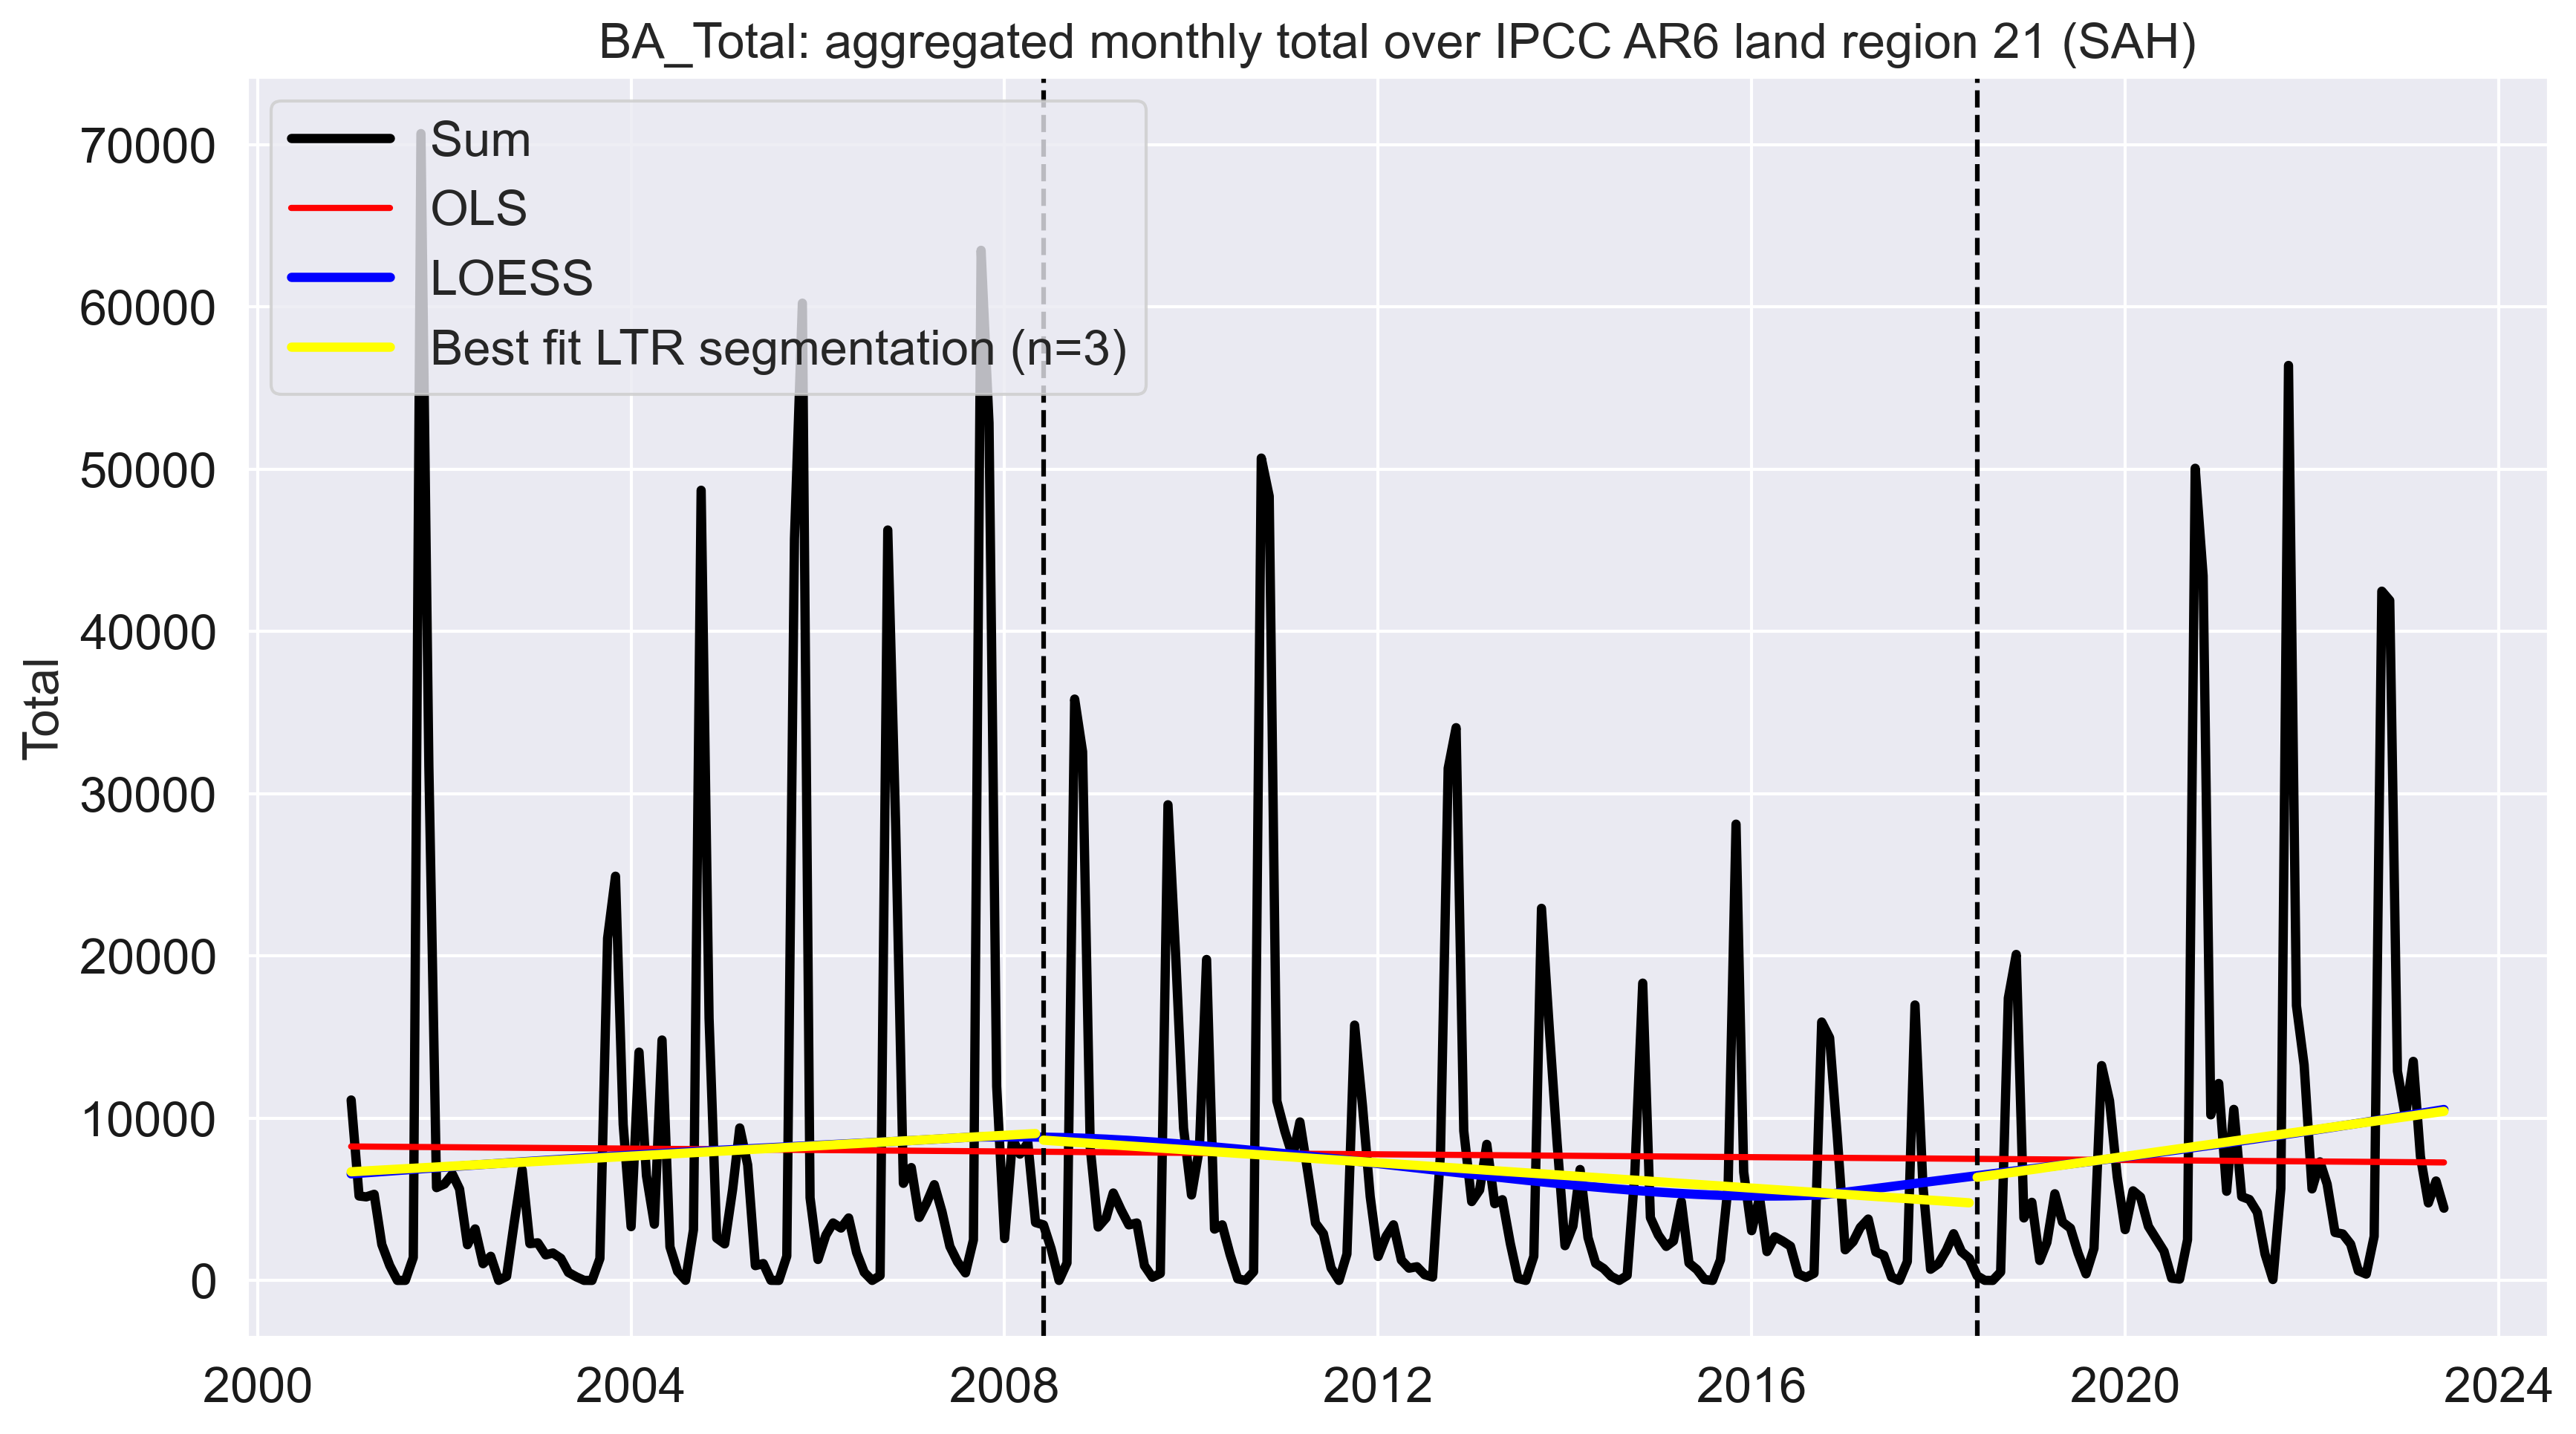 BA_Total: aggregated monthly total over IPCC AR6 land region 21 (SAH)
Sum
OLS
LOESS
Best fit LTR segmentation (n=3)
Total
70000
60000
50000
40000
30000
20000
10000
0
2000 2004 2008 2012 2016 2020 2024